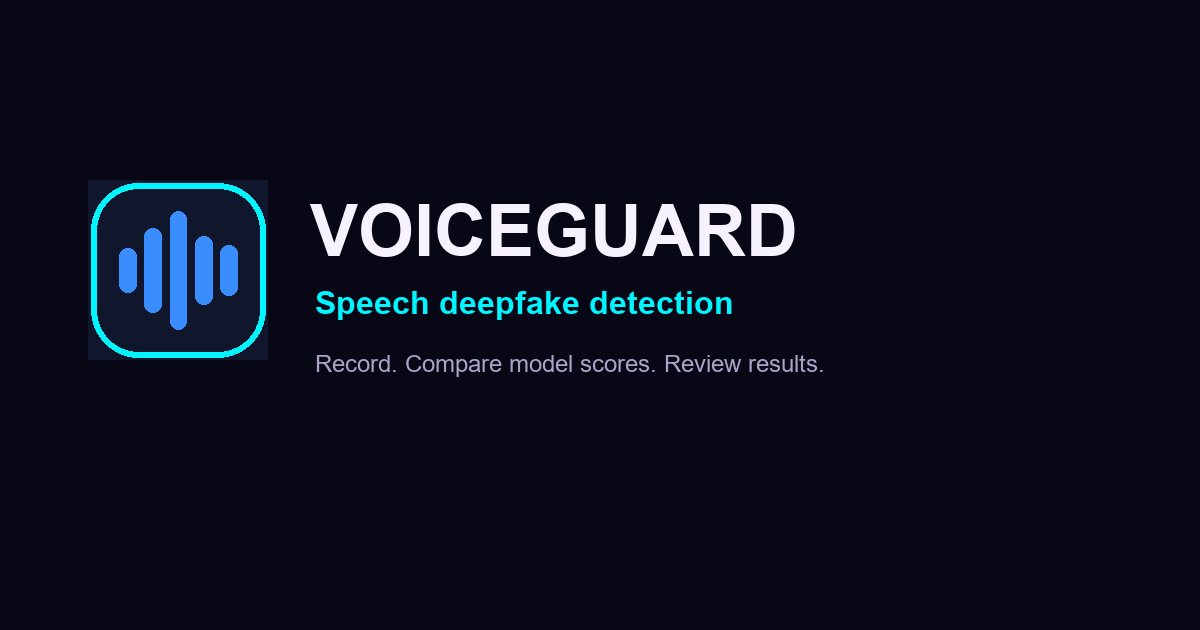 VOICEGUARD
Speech deepfake detection
Record. Compare model scores. Review results.